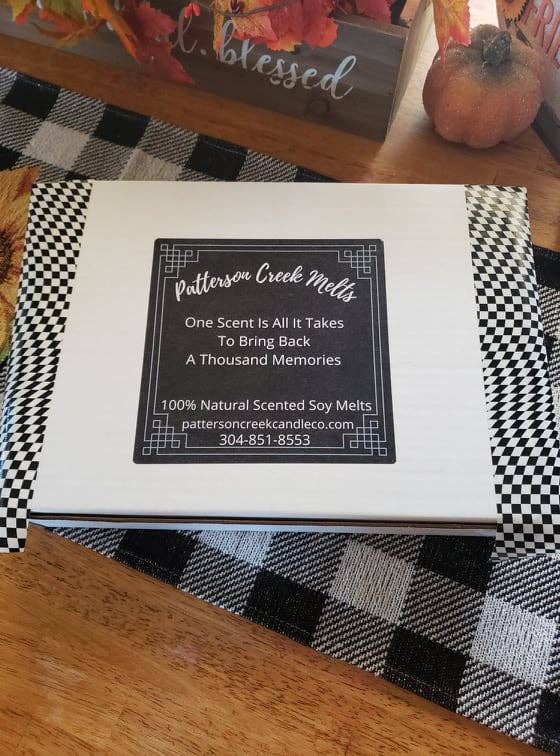 blessed
Patterson Creek Melts
One Scent Is All It Takes
To Bring Back
A Thousand Memories
100% Natural Scented Soy Melts
pattersoncreekcandleco.com
304-851-8553